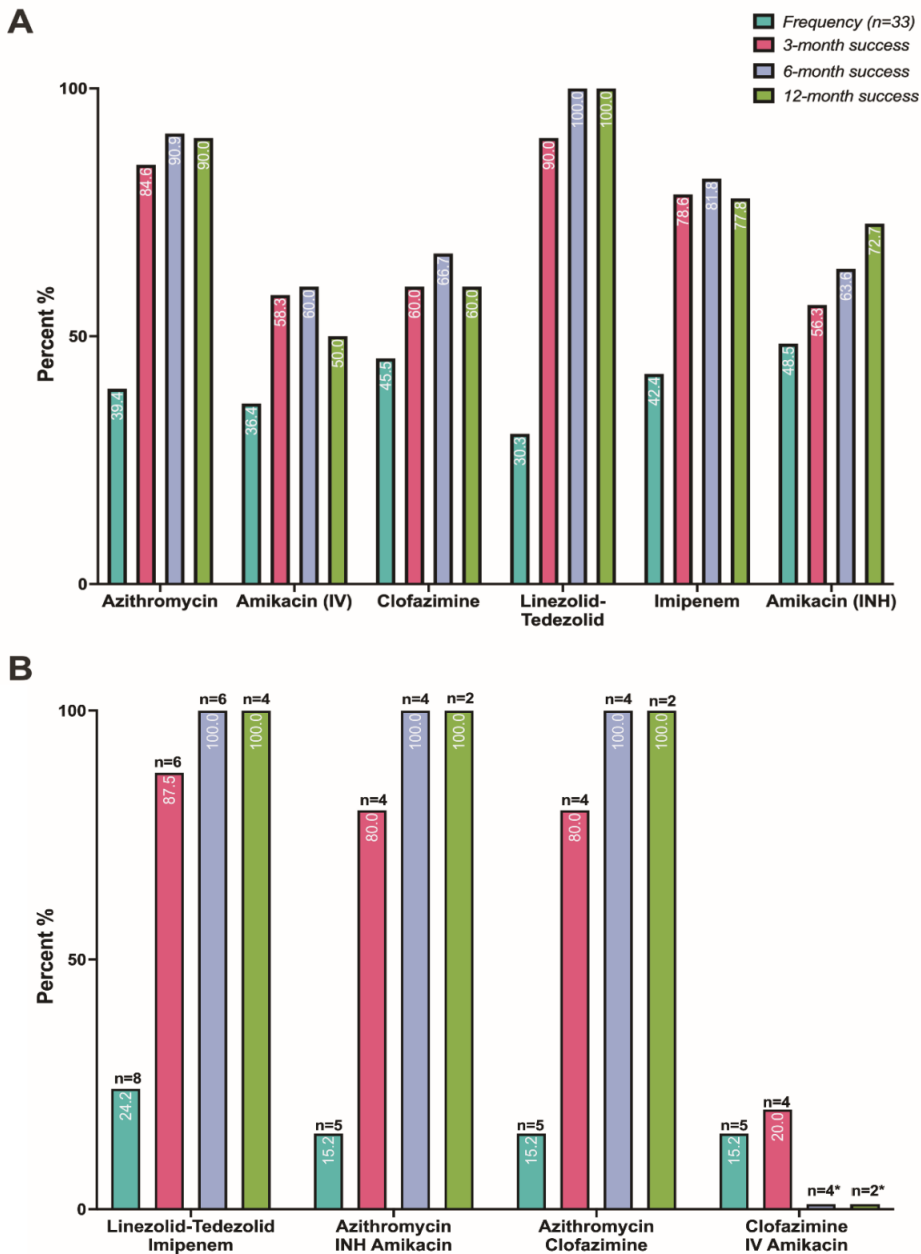 A
Frequency (n=33)
3-month success
6-month success
12-month success
Percent %
100
50
0
39.4
84.6
90.9
90.0
36.4
58.3
60.0
50.0
45.5
60.0
66.7
60.0
30.3
90.0
100.0
100.0
42.4
78.6
81.8
77.8
48.5
56.3
63.6
72.7
Azithromycin
Amikacin (IV)
Clofazimine
Linezolid-
Tedezolid
Imipenem
Amikacin (INH)
B
Percent %
100
50
0
n=8
24.2
n=6
87.5
n=6
100.0
n=4
100.0
n=5
15.2
n=4
80.0
n=4
100.0
n=2
100.0
n=5
15.2
n=4
80.0
n=4
100.0
n=2
100.0
n=5
15.2
n=4
20.0
n=4*
n=2*
Linezolid-Tedezolid
Imipenem
Azithromycin
INH Amikacin
Azithromycin
Clofazimine
Clofazimine
IV Amikacin